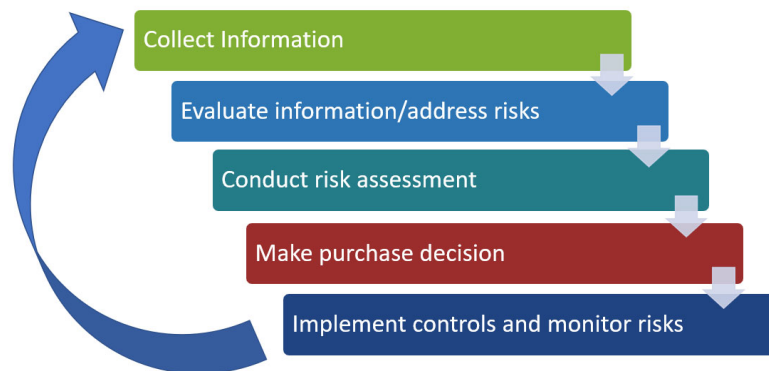 Collect Information
Evaluate information/address risks
Conduct risk assessment
Make purchase decision
Implement controls and monitor risks